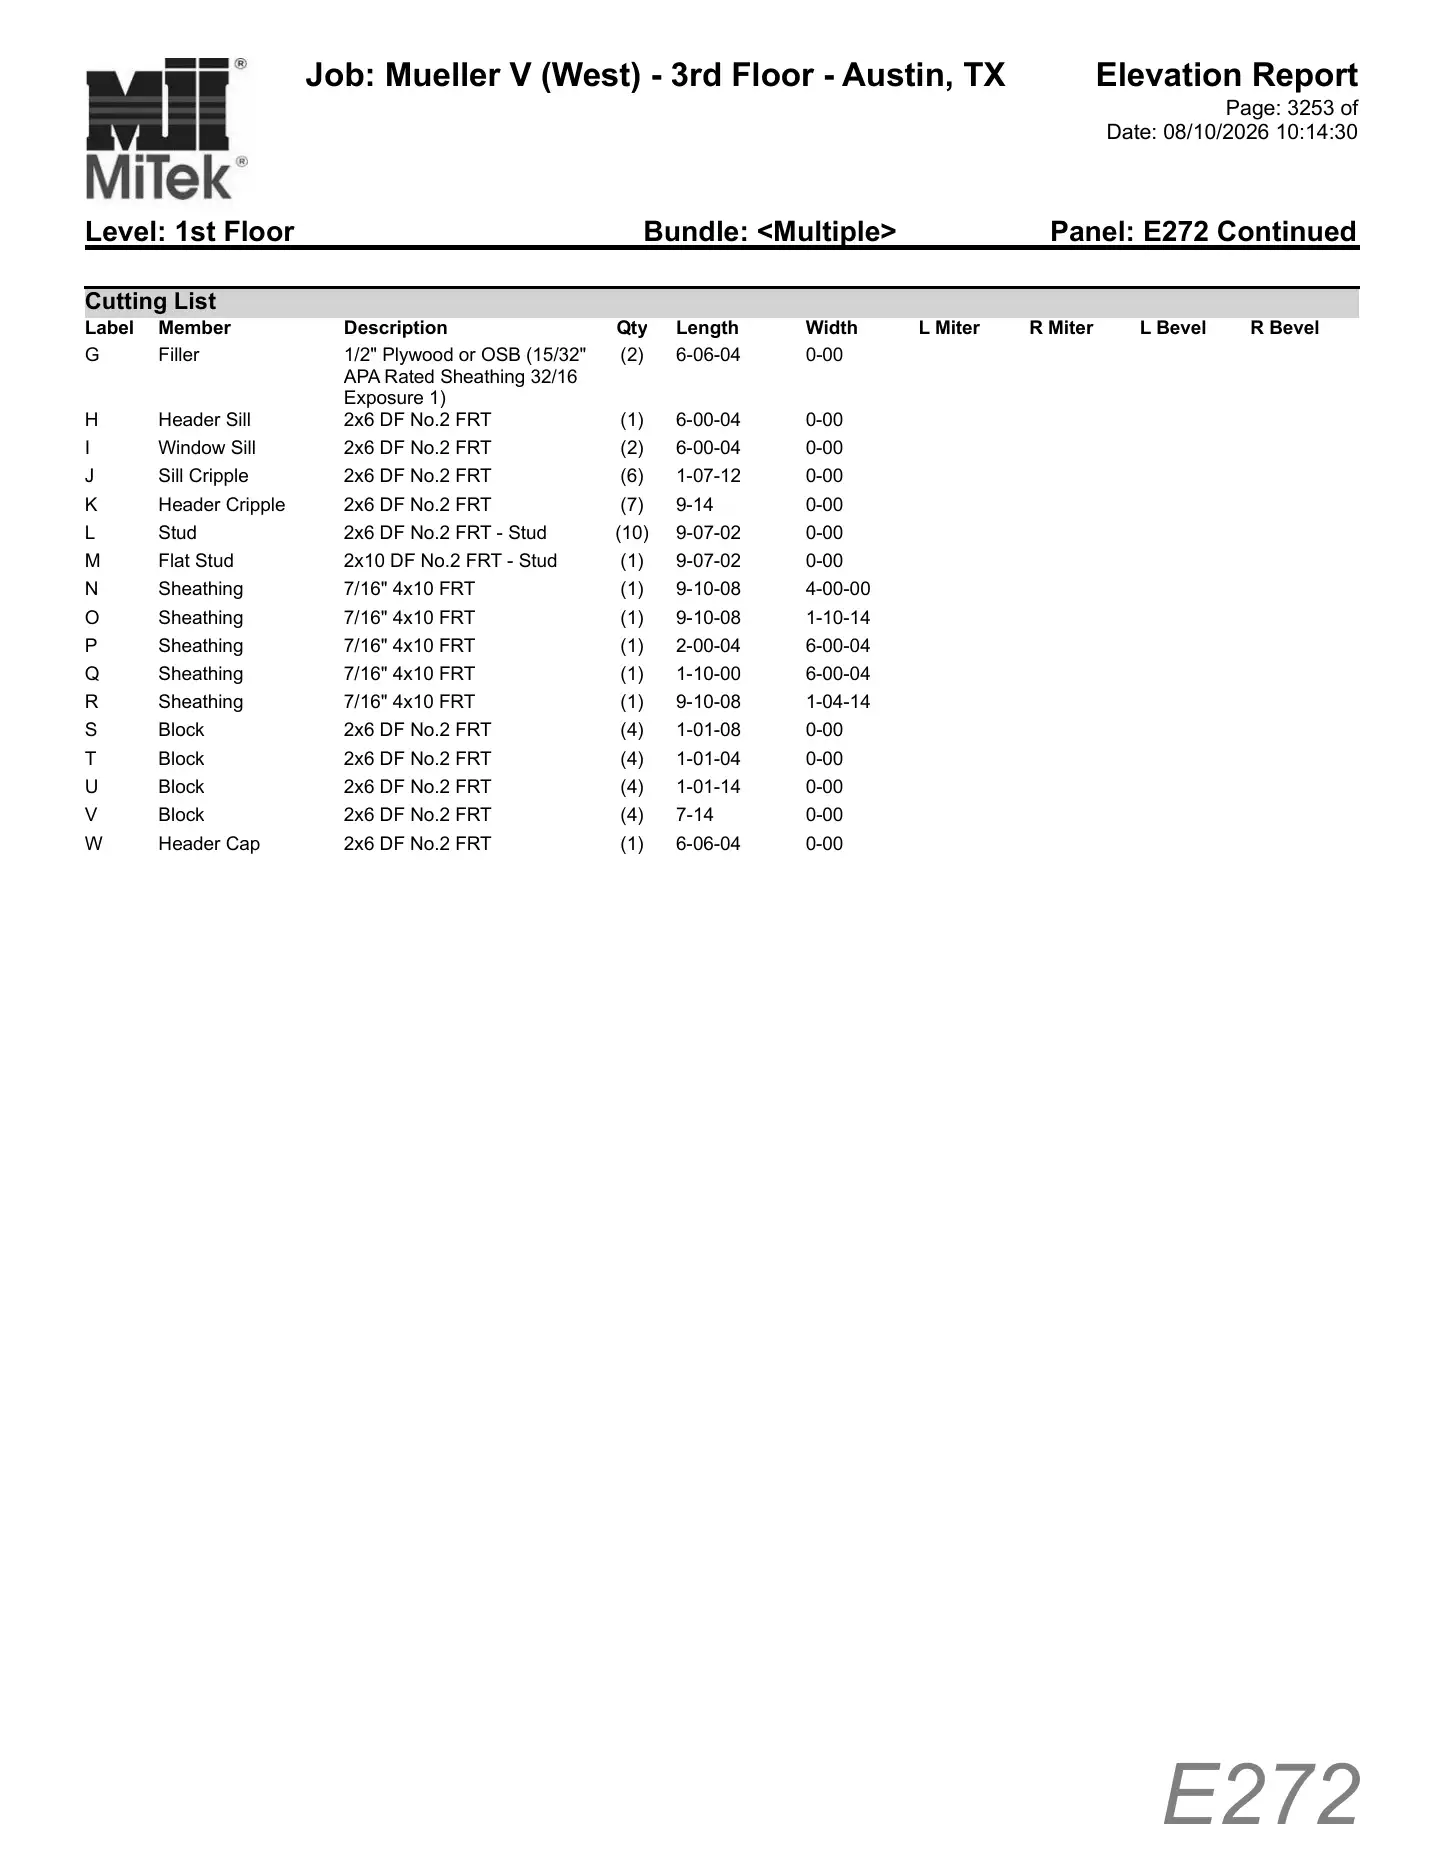 MiTek®
®
Job: Mueller V (West) - 3rd Floor - Austin, TX
Elevation Report
Page: 3253 of
Date: 08/10/2026 10:14:30
Level: 1st Floor Bundle: <Multiple> Panel: E272 Continued
Cutting List
Label Member Description Qty Length Width L Miter R Miter L Bevel R Bevel
G Filler 1/2" Plywood or OSB (15/32" (2) 6-06-04 0-00
APA Rated Sheathing 32/16
Exposure 1)
H Header Sill 2x6 DF No.2 FRT (1) 6-00-04 0-00
I Window Sill 2x6 DF No.2 FRT (2) 6-00-04 0-00
J Sill Cripple 2x6 DF No.2 FRT (6) 1-07-12 0-00
K Header Cripple 2x6 DF No.2 FRT (7) 9-14 0-00
L Stud 2x6 DF No.2 FRT - Stud (10) 9-07-02 0-00
M Flat Stud 2x10 DF No.2 FRT - Stud (1) 9-07-02 0-00
N Sheathing 7/16" 4x10 FRT (1) 9-10-08 4-00-00
O Sheathing 7/16" 4x10 FRT (1) 9-10-08 1-10-14
P Sheathing 7/16" 4x10 FRT (1) 2-00-04 6-00-04
Q Sheathing 7/16" 4x10 FRT (1) 1-10-00 6-00-04
R Sheathing 7/16" 4x10 FRT (1) 9-10-08 1-04-14
S Block 2x6 DF No.2 FRT (4) 1-01-08 0-00
T Block 2x6 DF No.2 FRT (4) 1-01-04 0-00
U Block 2x6 DF No.2 FRT (4) 1-01-14 0-00
V Block 2x6 DF No.2 FRT (4) 7-14 0-00
W Header Cap 2x6 DF No.2 FRT (1) 6-06-04 0-00
E272